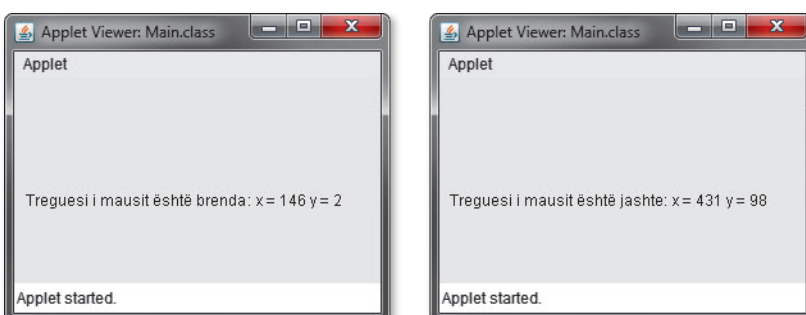 Applet Viewer: Main.class
Applet
Treguesi i mausit është brenda: x = 146 y = 2
Applet started.
Applet Viewer: Main.class
Applet
Treguesi i mausit është jashte: x = 431 y = 98
Applet started.